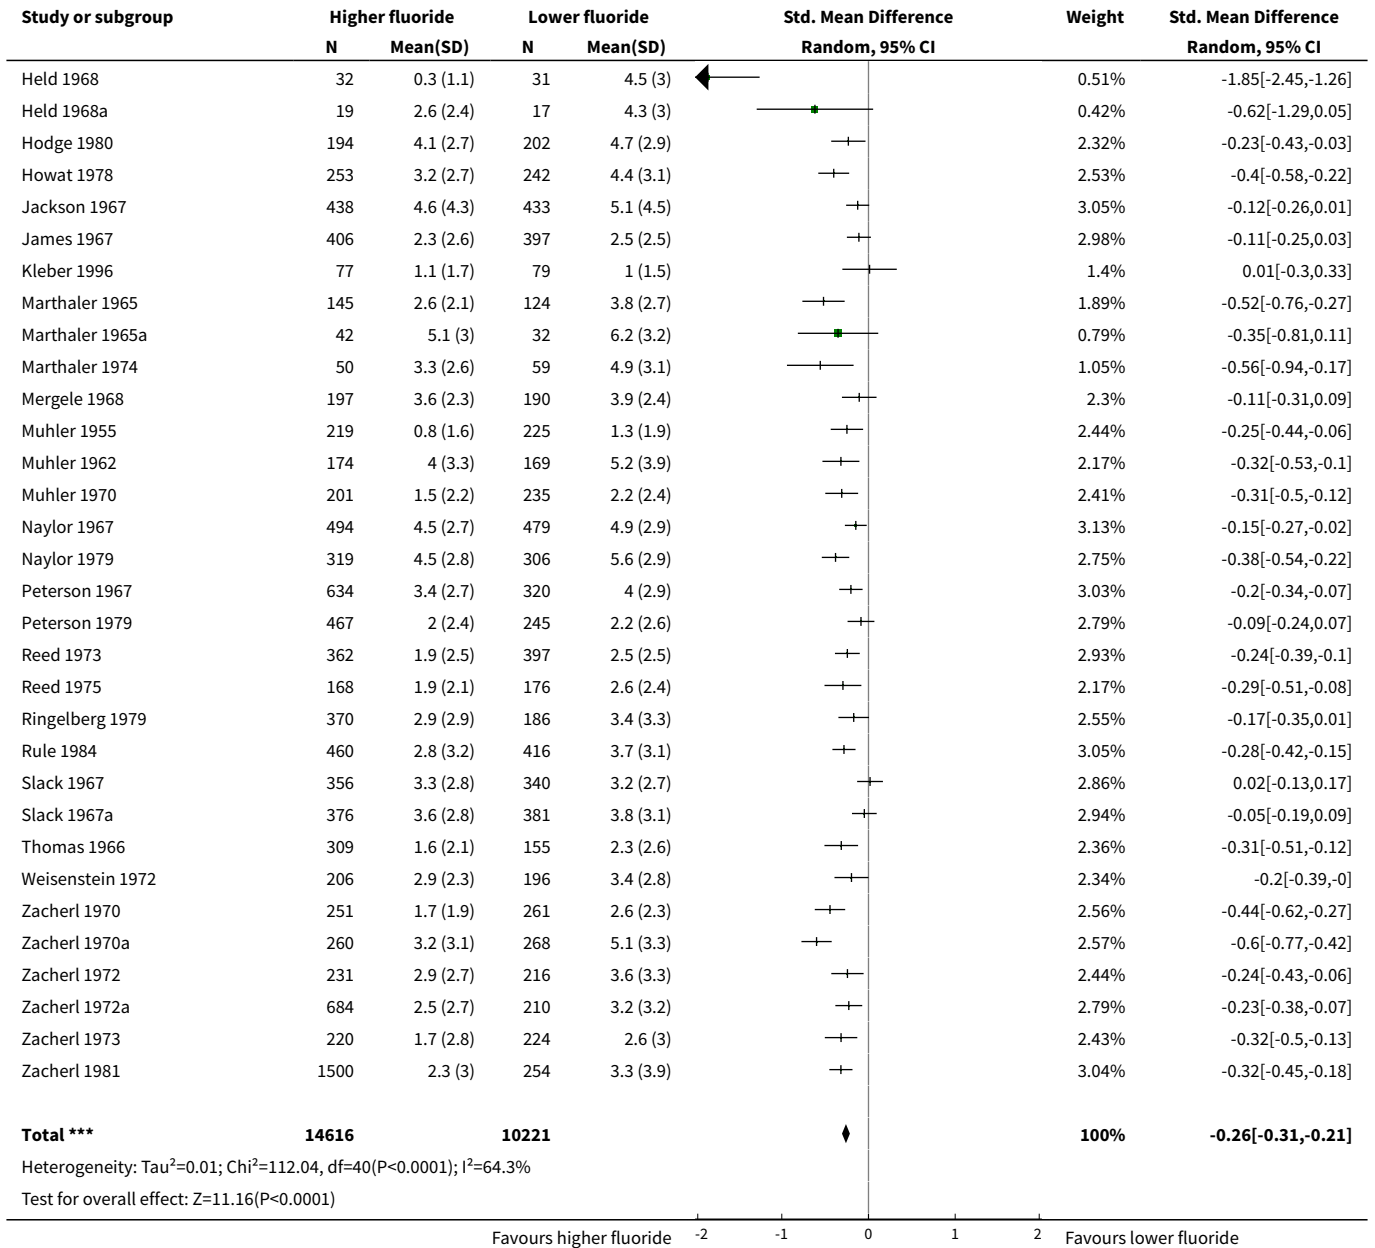 Study or subgroup Higher fluoride Lower fluoride Std. Mean Difference Weight Std. Mean Difference
N Mean(SD) N Mean(SD) Random, 95% CI Random, 95% CI
Held 1968 32 0.3 (1.1) 31 4.5 (3) 0.51% -1.85[-2.45,-1.26]
Held 1968a 19 2.6 (2.4) 17 4.3 (3) 0.42% -0.62[-1.29,0.05]
Hodge 1980 194 4.1 (2.7) 202 4.7 (2.9) 2.32% -0.23[-0.43,-0.03]
Howat 1978 253 3.2 (2.7) 242 4.4 (3.1) 2.53% -0.4[-0.58,-0.22]
Jackson 1967 438 4.6 (4.3) 433 5.1 (4.5) 3.05% -0.12[-0.26,0.01]
James 1967 406 2.3 (2.6) 397 2.5 (2.5) 2.98% -0.11[-0.25,0.03]
Kleber 1996 77 1.1 (1.7) 79 1 (1.5) 1.4% 0.01[-0.3,0.33]
Marthaler 1965 145 2.6 (2.1) 124 3.8 (2.7) 1.89% -0.52[-0.76,-0.27]
Marthaler 1965a 42 5.1 (3) 32 6.2 (3.2) 0.79% -0.35[-0.81,0.11]
Marthaler 1974 50 3.3 (2.6) 59 4.9 (3.1) 1.05% -0.56[-0.94,-0.17]
Mergele 1968 197 3.6 (2.3) 190 3.9 (2.4) 2.3% -0.11[-0.31,0.09]
Muhler 1955 219 0.8 (1.6) 225 1.3 (1.9) 2.44% -0.25[-0.44,-0.06]
Muhler 1962 174 4 (3.3) 169 5.2 (3.9) 2.17% -0.32[-0.53,-0.1]
Muhler 1970 201 1.5 (2.2) 235 2.2 (2.4) 2.41% -0.31[-0.5,-0.12]
Naylor 1967 494 4.5 (2.7) 479 4.9 (2.9) 3.13% -0.15[-0.27,-0.02]
Naylor 1979 319 4.5 (2.8) 306 5.6 (2.9) 2.75% -0.38[-0.54,-0.22]
Peterson 1967 634 3.4 (2.7) 320 4 (2.9) 3.03% -0.2[-0.34,-0.07]
Peterson 1979 467 2 (2.4) 245 2.2 (2.6) 2.79% -0.09[-0.24,0.07]
Reed 1973 362 1.9 (2.5) 397 2.5 (2.5) 2.93% -0.24[-0.39,-0.1]
Reed 1975 168 1.9 (2.1) 176 2.6 (2.4) 2.17% -0.29[-0.51,-0.08]
Ringelberg 1979 370 2.9 (2.9) 186 3.4 (3.3) 2.55% -0.17[-0.35,0.01]
Rule 1984 460 2.8 (3.2) 416 3.7 (3.1) 3.05% -0.28[-0.42,-0.15]
Slack 1967 356 3.3 (2.8) 340 3.2 (2.7) 2.86% 0.02[-0.13,0.17]
Slack 1967a 376 3.6 (2.8) 381 3.8 (3.1) 2.94% -0.05[-0.19,0.09]
Thomas 1966 309 1.6 (2.1) 155 2.3 (2.6) 2.36% -0.31[-0.51,-0.12]
Weisenstein 1972 206 2.9 (2.3) 196 3.4 (2.8) 2.34% -0.2[-0.39,-0]
Zacherl 1970 251 1.7 (1.9) 261 2.6 (2.3) 2.56% -0.44[-0.62,-0.27]
Zacherl 1970a 260 3.2 (3.1) 268 5.1 (3.3) 2.57% -0.6[-0.77,-0.42]
Zacherl 1972 231 2.9 (2.7) 216 3.6 (3.3) 2.44% -0.24[-0.43,-0.06]
Zacherl 1972a 684 2.5 (2.7) 210 3.2 (3.2) 2.79% -0.23[-0.38,-0.07]
Zacherl 1973 220 1.7 (2.8) 224 2.6 (3) 2.43% -0.32[-0.5,-0.13]
Zacherl 1981 1500 2.3 (3) 254 3.3 (3.9) 3.04% -0.32[-0.45,-0.18]
Total *** 14616 10221 100% -0.26[-0.31,-0.21]
Heterogeneity: Tau²=0.01; Chi²=112.04, df=40(P<0.0001); I²=64.3%
Test for overall effect: Z=11.16(P<0.0001)
Favours higher fluoride -2 -1 0 1 2 Favours lower fluoride